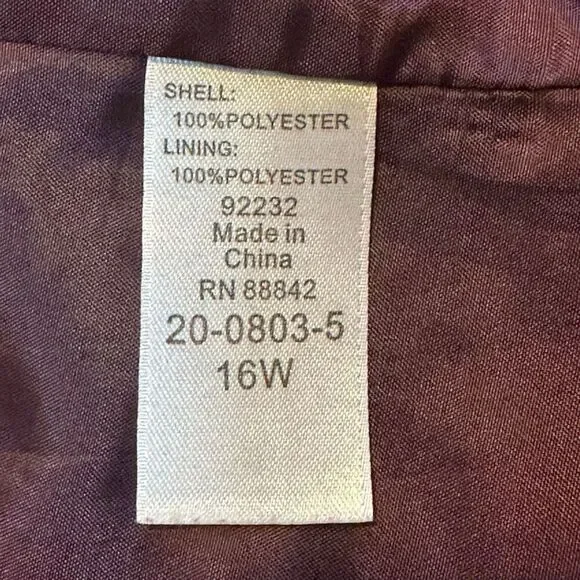 SHELL:
100%POLYESTER
LINING:
100%POLYESTER
92232
Made in
China
RN 88842
20-0803-5
16W